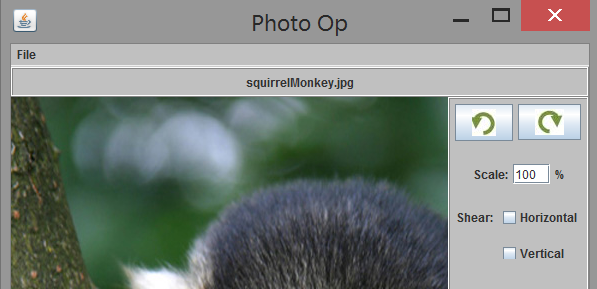 Photo Op
File
squirrelMonkey.jpg
Scale: 100 %
Shear: Horizontal
Vertical